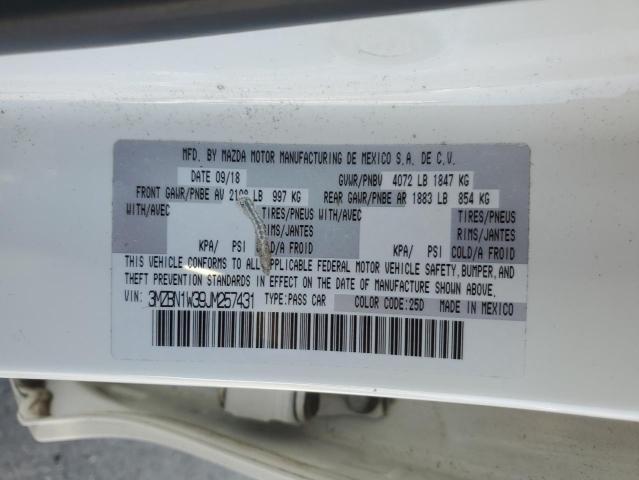 MFD. BY MAZDA MOTOR MANUFACTURING DE MEXICO S.A. DE C.V.
DATE 09/18 GVWR/PNBV 4072 LB 1847 KG
FRONT GAWR/PNBE AV LB 997 KG REAR GAWR/PNBE AR 1883 LB 854 KG
WITH/AVEC TIRES/PNEUS WITH/AVEC TIRES/PNEUS
RIMS/JANTES RIMS/JANTES
KPA/ PSI COLD/A FROID KPA/ PSI COLD/A FROID
THIS VEHICLE CONFORMS TO ALL APPLICABLE FEDERAL MOTOR VEHICLE SAFETY, BUMPER, AND
THEFT PREVENTION STANDARDS IN EFFECT ON THE DATE OF MANUFACTURE SHOWN ABOVE.
VIN: 3MZBN1W39JM257431 TYPE: PASS CAR COLOR CODE: 25D MADE IN MEXICO